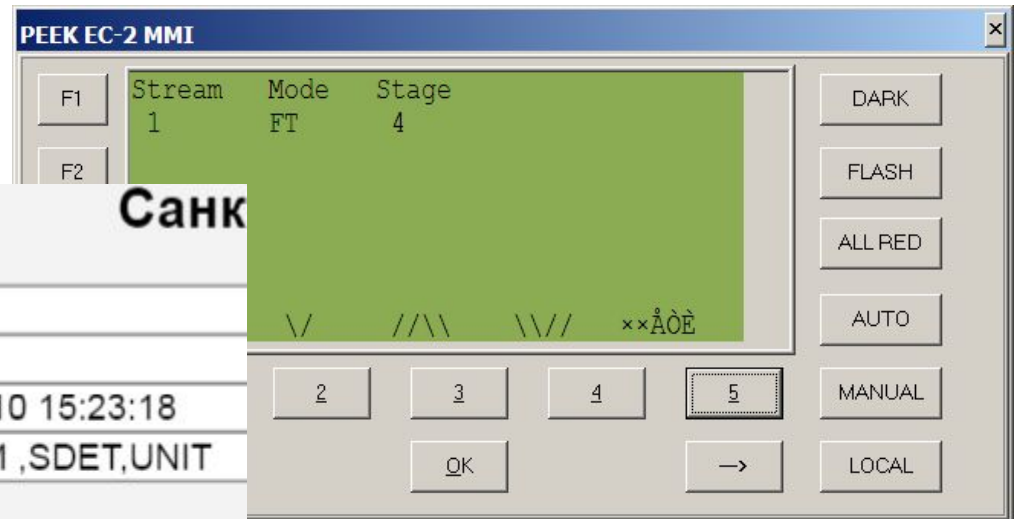 PEEK EC-2 MMI
F1
Stream Mode Stage
DARK
1 FT 4
F2
FLASH
Санк
ALL RED
\/ //\\ \\// ××ÅÒÈ
AUTO
2 3 4 5
MANUAL
10 15:23:18
,SDET,UNIT
OK —>
LOCAL